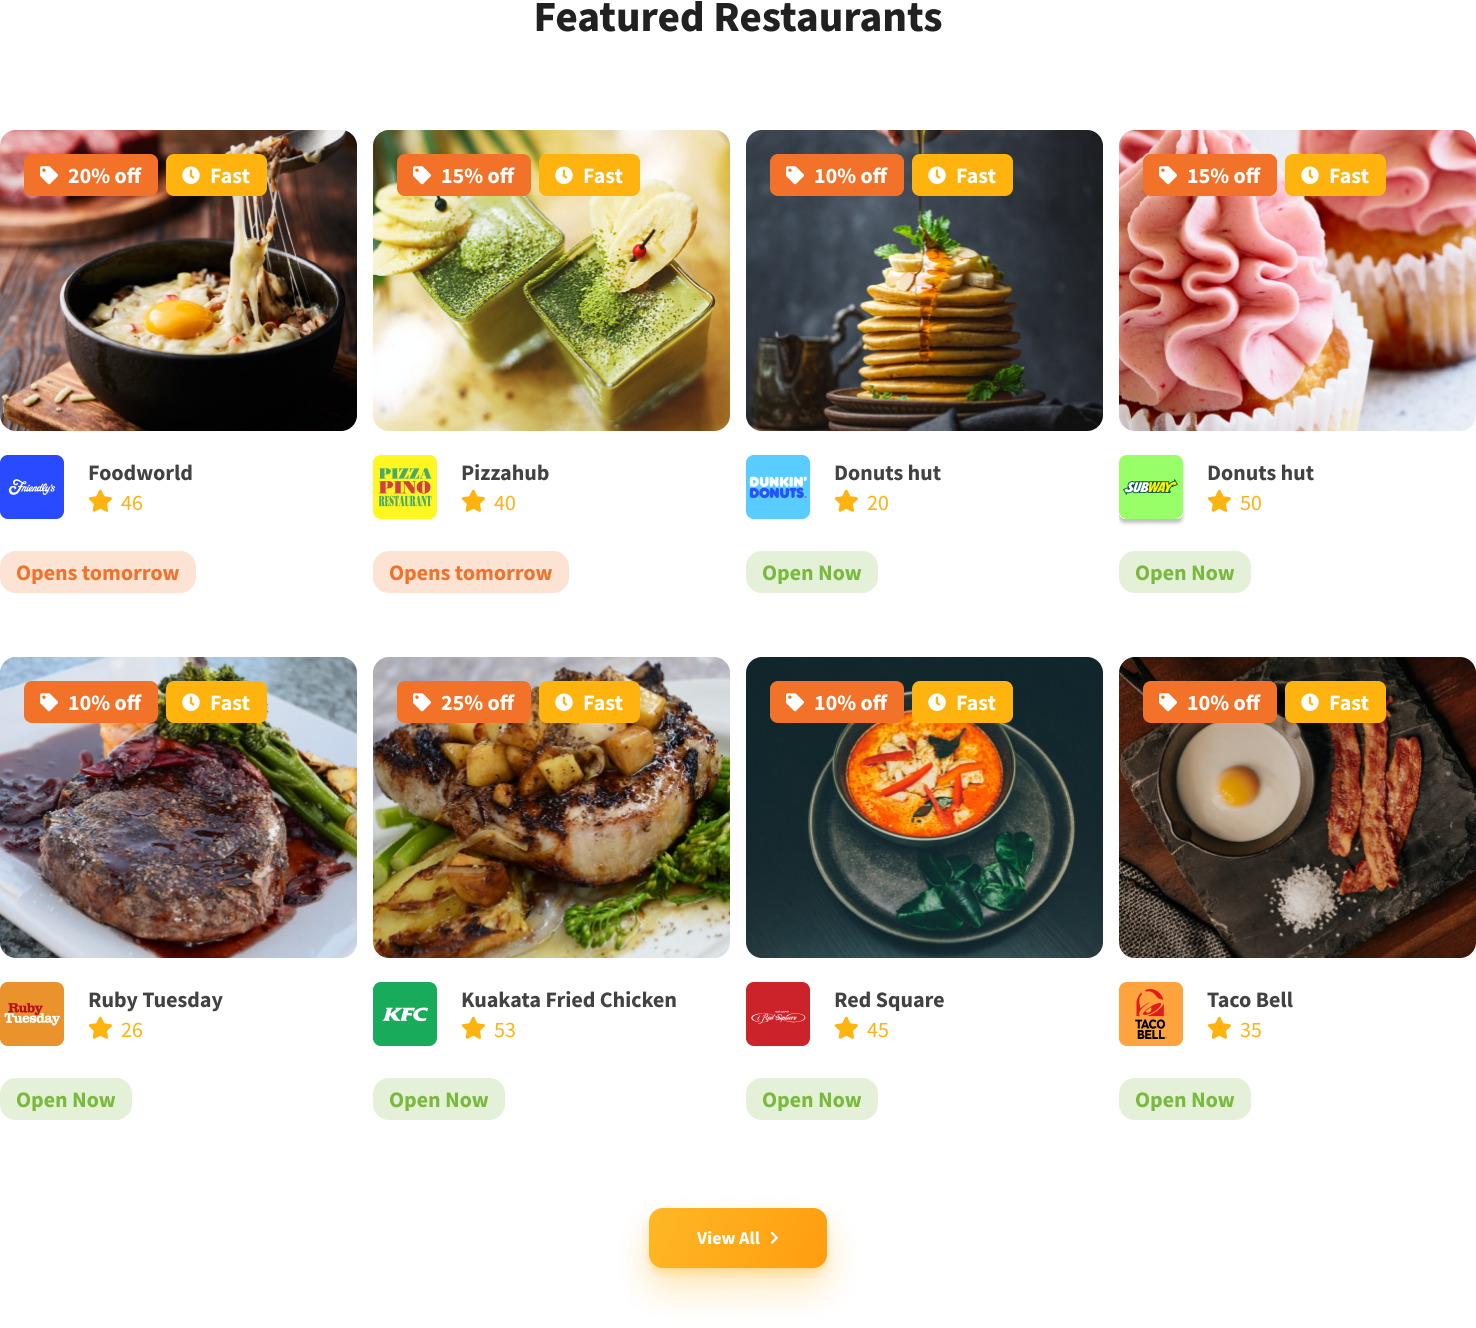 Featured Restaurants
20% off Fast
15% off Fast
10% off Fast
15% off Fast
Friendly's
Foodworld
46
PIZZA
PINO
RESTAURANT
Pizzahub
40
DUNKIN'
DONUTS
Donuts hut
20
SUBWAY
Donuts hut
50
Opens tomorrow
Opens tomorrow
Open Now
Open Now
10% off Fast
25% off Fast
10% off Fast
10% off Fast
Ruby
Tuesday
Ruby Tuesday
26
KFC
Kuakata Fried Chicken
53
Red Square
Red Square
45
TACO
BELL
Taco Bell
35
Open Now
Open Now
Open Now
Open Now
View All